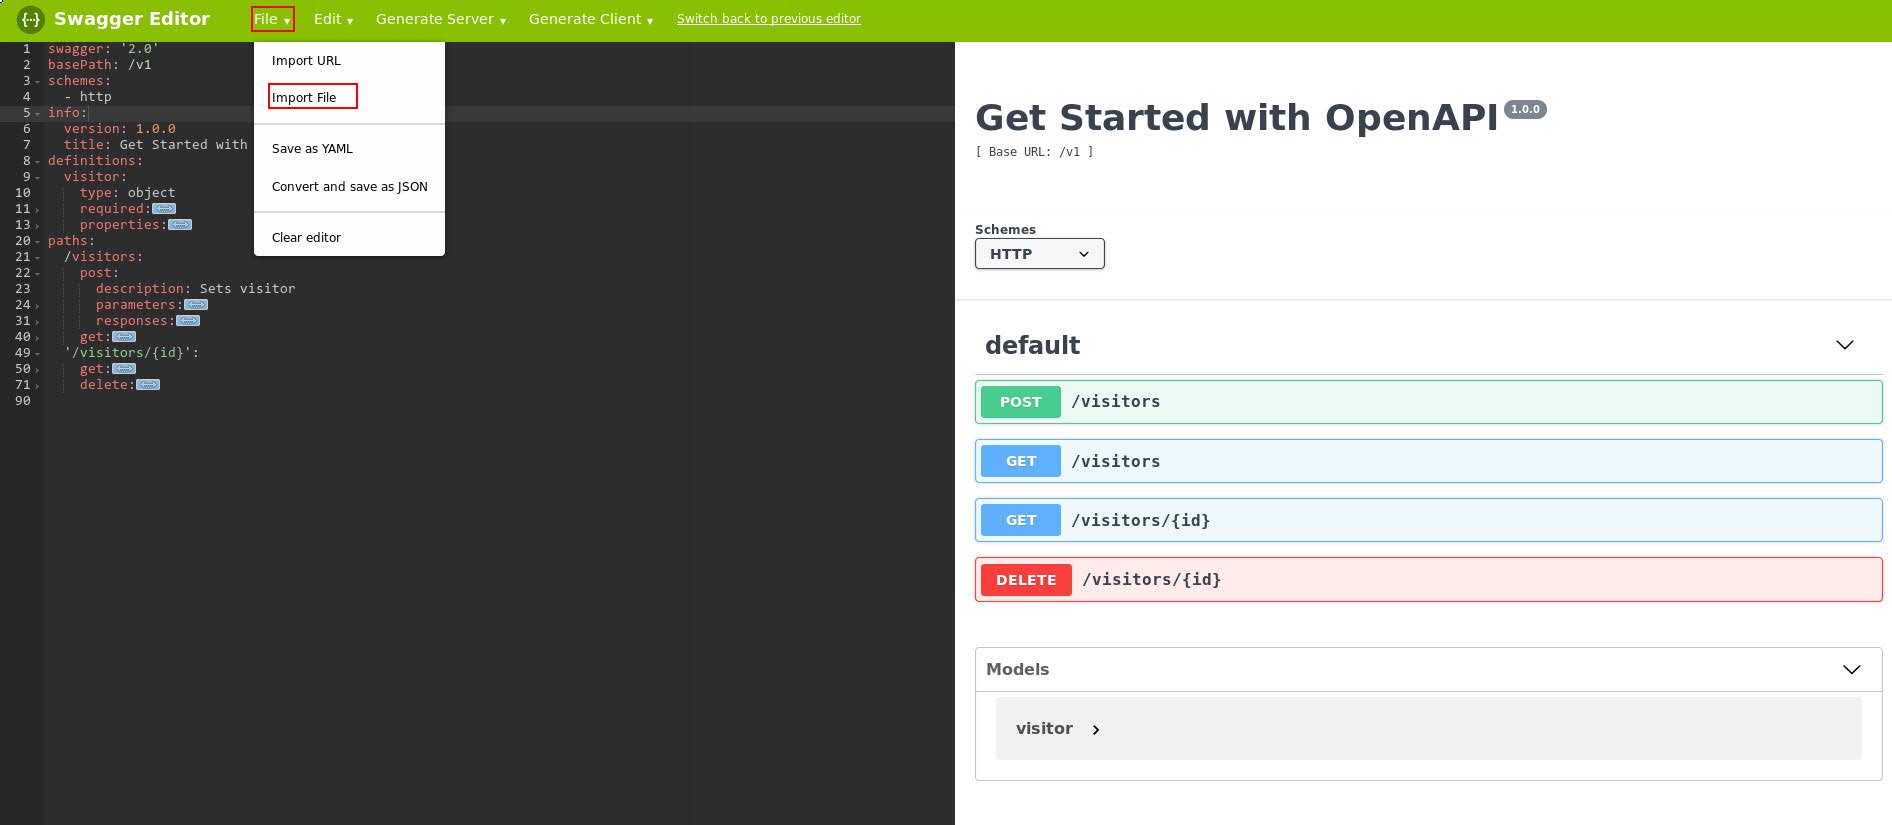 Swagger Editor File ▾ Edit ▾ Generate Server ▾ Generate Client ▾ Switch back to previous editor
Import URL
Import File
Save as YAML
Convert and save as JSON
Clear editor
1 swagger: '2.0'
2 basePath: /v1
3 schemes:
4 - http
5 info:
6 version: 1.0.0
7 title: Get Started with
8 definitions:
9 visitor:
10 type: object
11 required:
13 properties:
20 paths:
21 /visitors:
22 post:
23 description: Sets visitor
24 parameters:
31 responses:
40 get:
49 '/visitors/{id}':
50 get:
71 delete:
90
Get Started with OpenAPI 1.0.0
[ Base URL: /v1 ]
Schemes
HTTP
default
POST /visitors
GET /visitors
GET /visitors/{id}
DELETE /visitors/{id}
Models
visitor